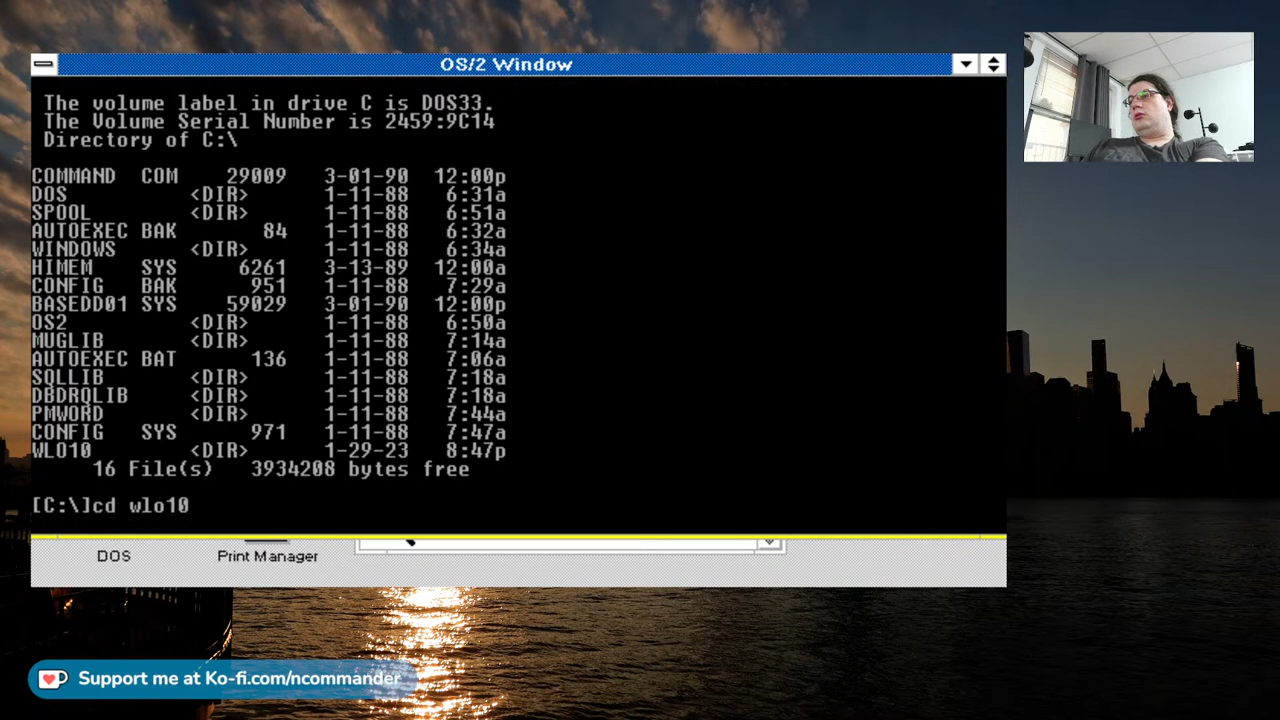 OS/2 Window
The volume label in drive C is DOS33.
The Volume Serial Number is 2459:9C14
Directory of C:\
COMMAND COM 29009 3-01-90 12:00p
DOS <DIR> 1-11-88 6:31a
SPOOL <DIR> 1-11-88 6:51a
AUTOEXEC BAK 84 1-11-88 6:32a
WINDOWS <DIR> 1-11-88 6:34a
HIMEM SYS 6261 3-13-89 12:00a
CONFIG BAK 951 1-11-88 7:29a
BASEDD01 SYS 59029 3-01-90 12:00p
OS2 <DIR> 1-11-88 6:50a
MUGLIB <DIR> 1-11-88 7:14a
AUTOEXEC BAT 136 1-11-88 7:06a
SQLLIB <DIR> 1-11-88 7:18a
DBDRQLIB <DIR> 1-11-88 7:18a
PMWORD <DIR> 1-11-88 7:44a
CONFIG SYS 971 1-11-88 7:47a
WLO10 <DIR> 1-29-23 8:47p
16 File(s) 3934208 bytes free
[C:\]cd wlo10
DOS Print Manager
Support me at Ko-fi.com/ncommander